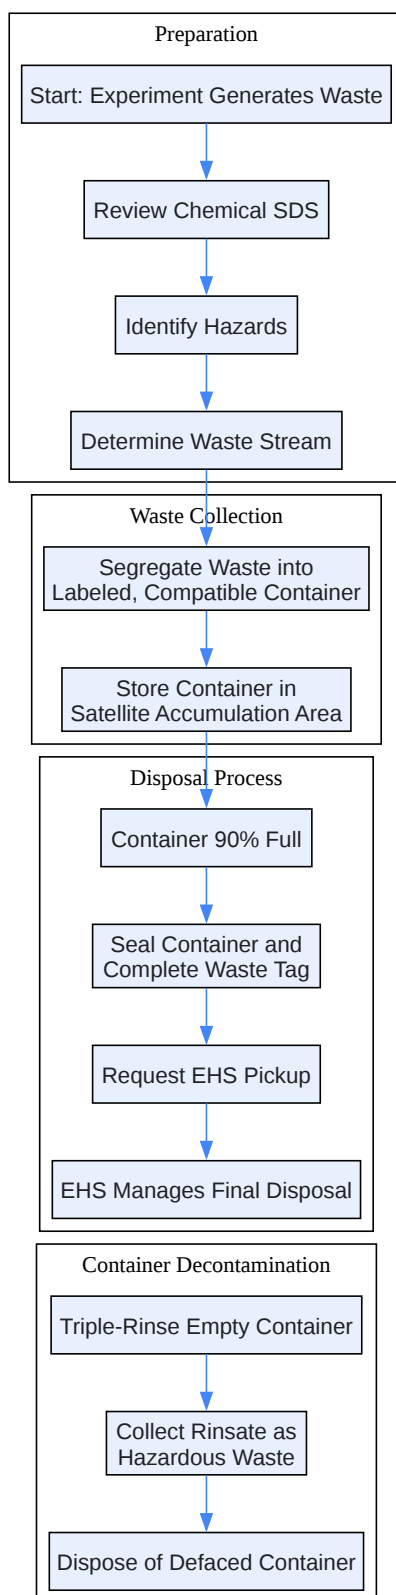 Preparation
Start: Experiment Generates Waste
Review Chemical SDS
Identify Hazards
Determine Waste Stream
Waste Collection
Segregate Waste into
Labeled, Compatible Container
Store Container in
Satellite Accumulation Area
Disposal Process
Container 90% Full
Seal Container and
Complete Waste Tag
Request EHS Pickup
EHS Manages Final Disposal
Container Decontamination
Triple-Rinse Empty Container
Collect Rinsate as
Hazardous Waste
Dispose of Defaced Container